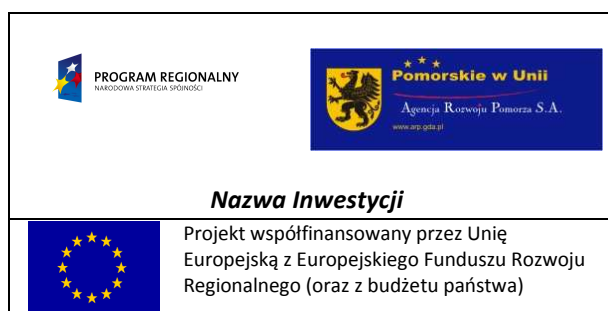 PROGRAM REGIONALNY
NARODOWA STRATEGIA SPÓJNOŚCI
Pomorskie w Unii
Agencja Rozwoju Pomorza S.A.
www.arp.gda.pl
Nazwa Inwestycji
Projekt współfinansowany przez Unię
Europejską z Europejskiego Funduszu Rozwoju
Regionalnego (oraz z budżetu państwa)